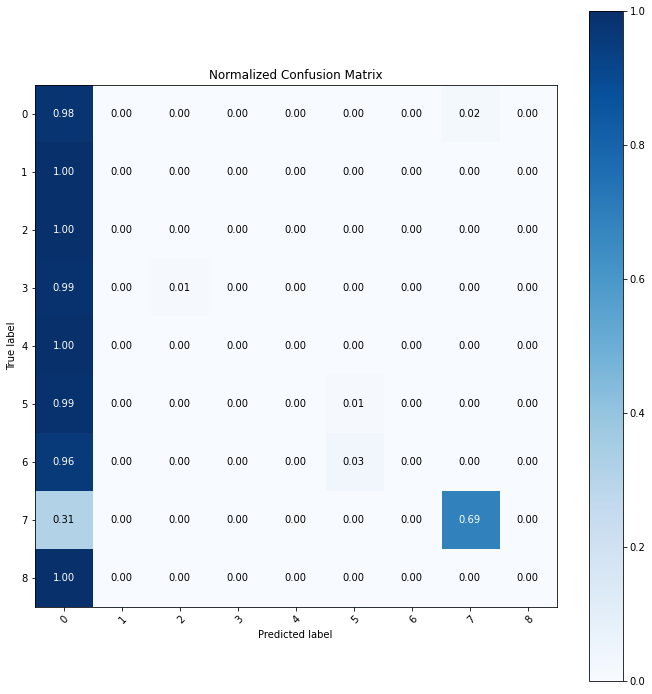 Normalized Confusion Matrix
0 0.98 0.00 0.00 0.00 0.00 0.00 0.00 0.02 0.00
1 1.00 0.00 0.00 0.00 0.00 0.00 0.00 0.00 0.00
2 1.00 0.00 0.00 0.00 0.00 0.00 0.00 0.00 0.00
3 0.99 0.00 0.01 0.00 0.00 0.00 0.00 0.00 0.00
4 1.00 0.00 0.00 0.00 0.00 0.00 0.00 0.00 0.00
5 0.99 0.00 0.00 0.00 0.00 0.01 0.00 0.00 0.00
6 0.96 0.00 0.00 0.00 0.00 0.03 0.00 0.00 0.00
7 0.31 0.00 0.00 0.00 0.00 0.00 0.00 0.69 0.00
8 1.00 0.00 0.00 0.00 0.00 0.00 0.00 0.00 0.00
0 1 2 3 4 5 6 7 8
True label
Predicted label
1.0
0.8
0.6
0.4
0.2
0.0